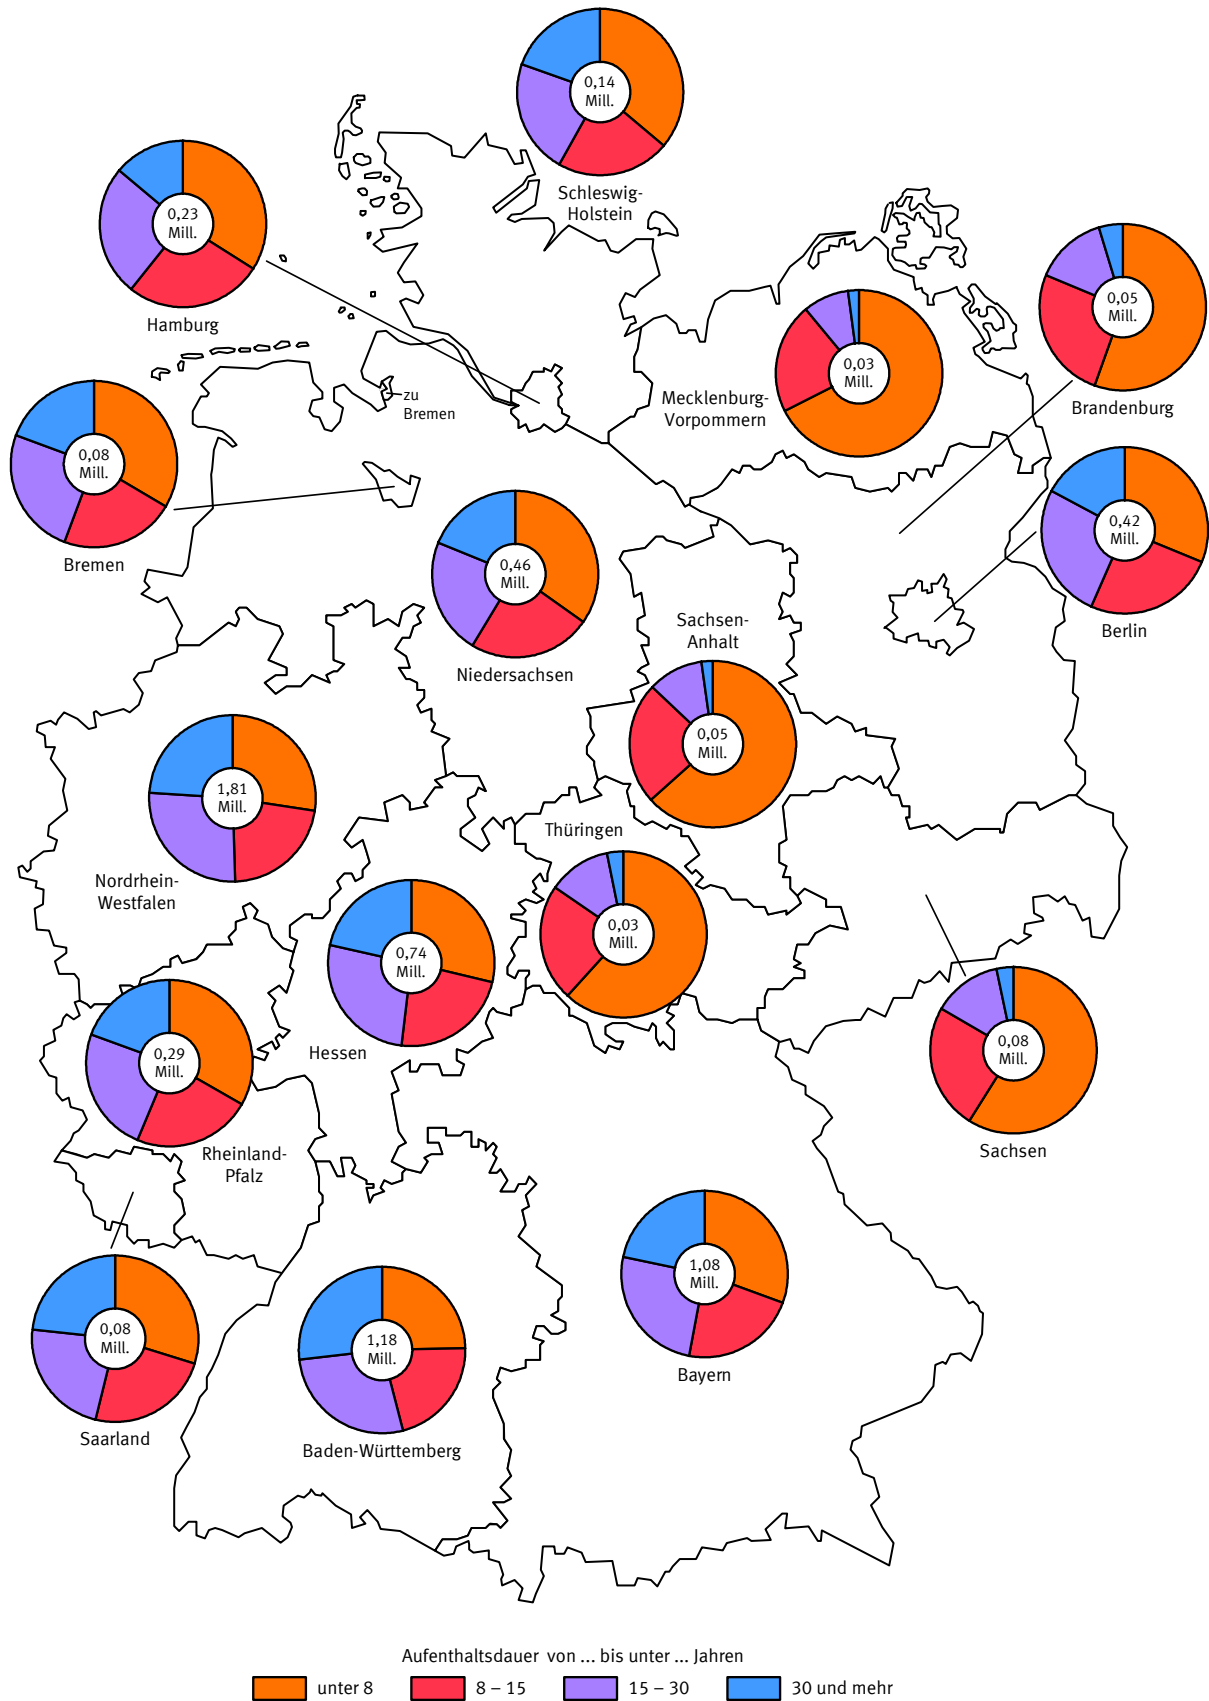 0,14
Mill.
Schleswig-
Holstein
0,23
Mill.
Hamburg
0,05
Mill.
Brandenburg
0,03
Mill.
Mecklenburg-
Vorpommern
zu
Bremen
0,08
Mill.
Bremen
0,42
Mill.
Berlin
0,46
Mill.
Niedersachsen
Sachsen-
Anhalt
0,05
Mill.
1,81
Mill.
Nordrhein-
Westfalen
Thüringen
0,03
Mill.
0,74
Mill.
Hessen
0,08
Mill.
Sachsen
0,29
Mill.
Rheinland-
Pfalz
1,08
Mill.
Bayern
0,08
Mill.
Saarland
1,18
Mill.
Baden-Württemberg
Aufenthaltsdauer von ... bis unter ... Jahren
unter 8
8 – 15
15 – 30
30 und mehr